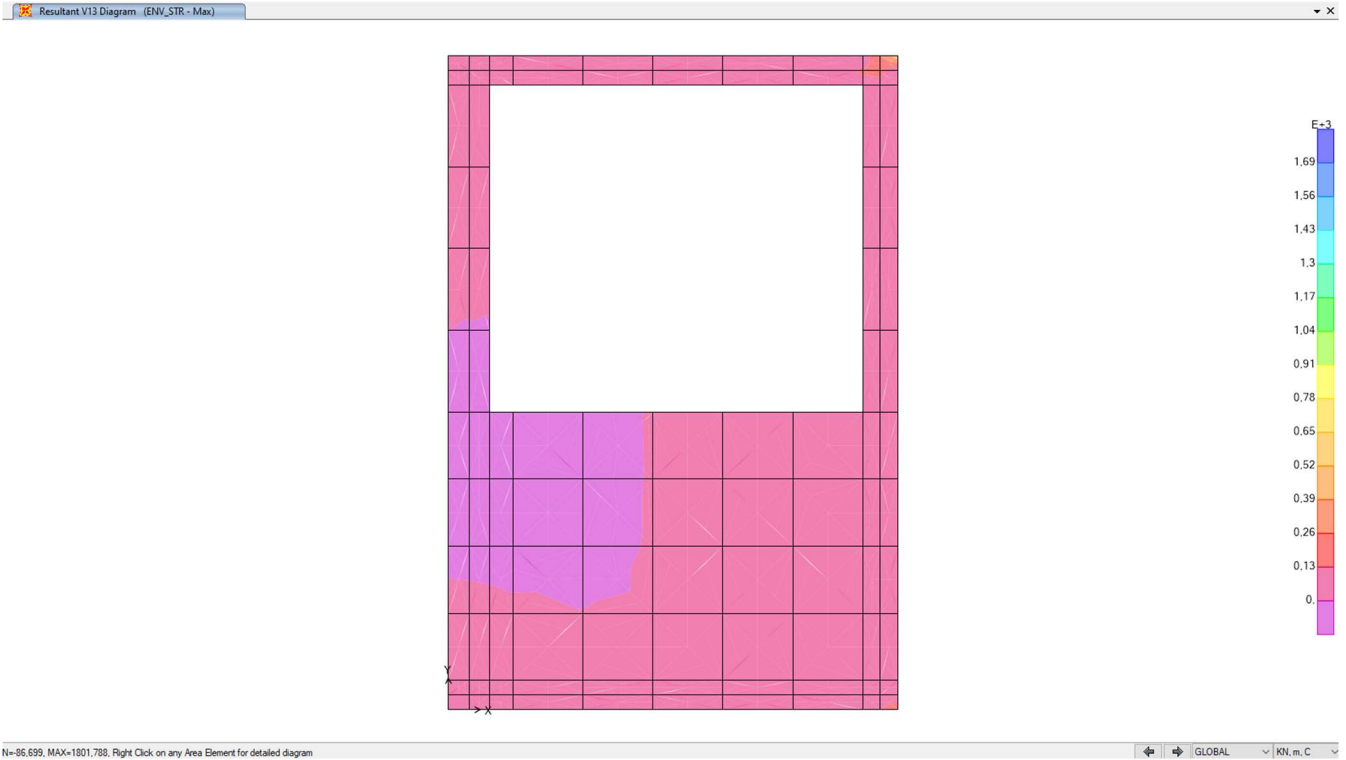 Resultant V13 Diagram (ENV_STR - Max)
E+3
1,69
1,56
1,43
1,3
1,17
1,04
0,91
0,78
0,65
0,52
0,39
0,26
0,13
0,
Y
X
N=-86,699, MAX=1801,788, Right Click on any Area Element for detailed diagram
GLOBAL
KN, m, C